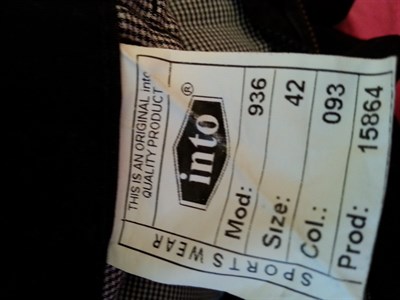 THIS IS AN ORIGINAL into
QUALITY PRODUCT
into ®
Mod: 936
Size: 42
Col.: 093
Prod: 15864
SPORTS WEAR